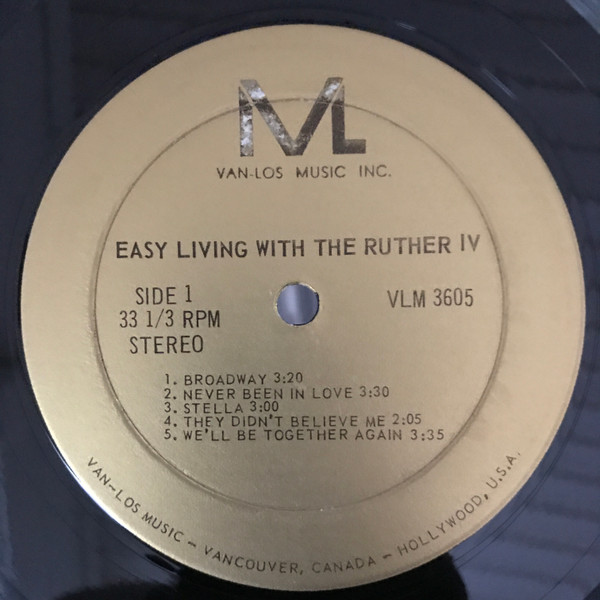 VML
VAN-LOS MUSIC INC.
EASY LIVING WITH THE RUTHER IV
SIDE 1
33 1/3 RPM
STEREO
VLM 3605
1. BROADWAY 3:20
2. NEVER BEEN IN LOVE 3:30
3. STELLA 3:00
4. THEY DIDN'T BELIEVE ME 2:05
5. WE'LL BE TOGETHER AGAIN 3:35
VAN-LOS MUSIC - VANCOUVER, CANADA - HOLLYWOOD, U.S.A.